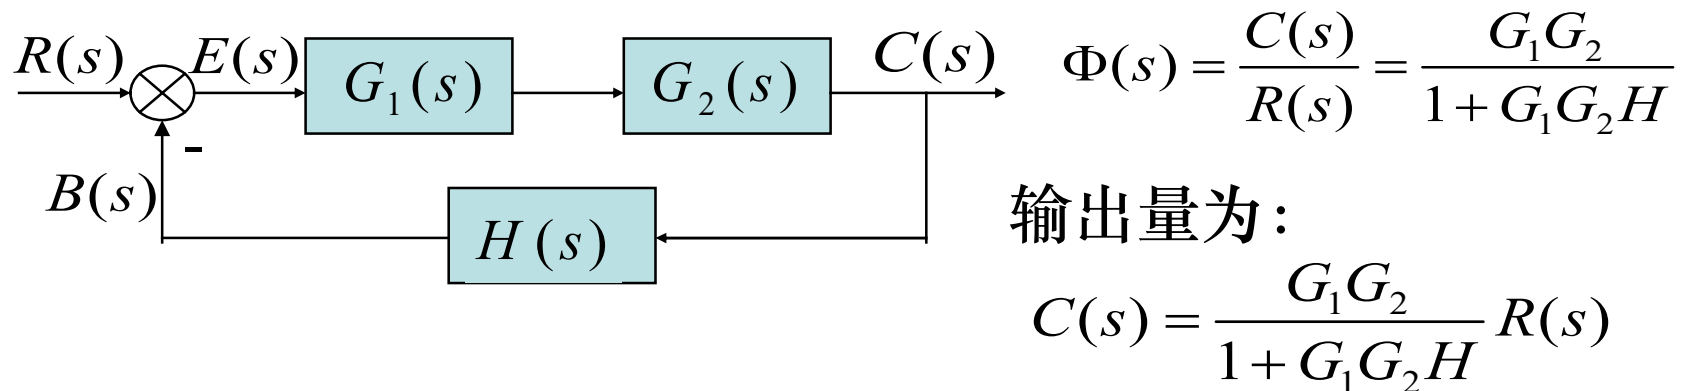 R(s)
E(s)
G₁(s)
G₂(s)
C(s)
-
B(s)
H(s)
Φ(s) = C(s)/R(s) = G₁G₂/(1 + G₁G₂H)
输出量为:
C(s) = G₁G₂/(1 + G₁G₂H) R(s)